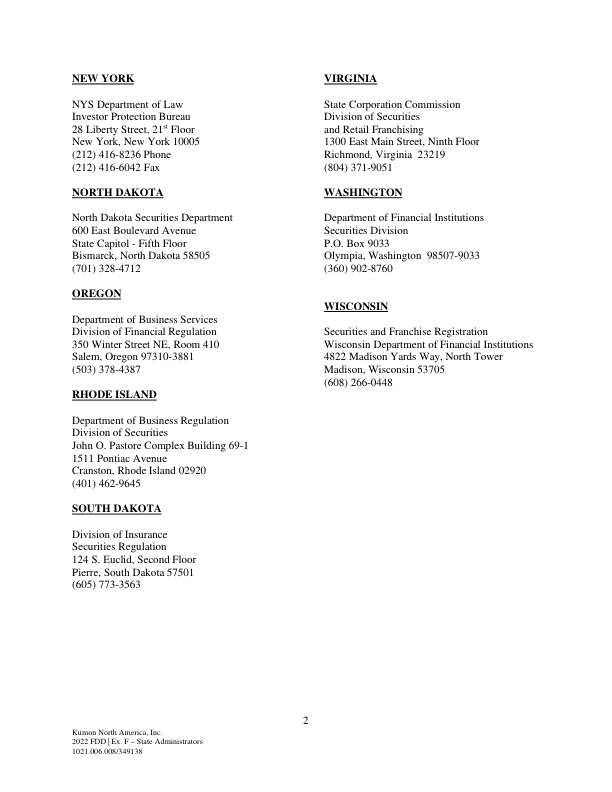 NEW YORK
NYS Department of Law
Investor Protection Bureau
28 Liberty Street, 21st Floor
New York, New York 10005
(212) 416-8236 Phone
(212) 416-6042 Fax
NORTH DAKOTA
North Dakota Securities Department
600 East Boulevard Avenue
State Capitol - Fifth Floor
Bismarck, North Dakota 58505
(701) 328-4712
OREGON
Department of Business Services
Division of Financial Regulation
350 Winter Street NE, Room 410
Salem, Oregon 97310-3881
(503) 378-4387
RHODE ISLAND
Department of Business Regulation
Division of Securities
John O. Pastore Complex Building 69-1
1511 Pontiac Avenue
Cranston, Rhode Island 02920
(401) 462-9645
SOUTH DAKOTA
Division of Insurance
Securities Regulation
124 S. Euclid, Second Floor
Pierre, South Dakota 57501
(605) 773-3563
VIRGINIA
State Corporation Commission
Division of Securities
and Retail Franchising
1300 East Main Street, Ninth Floor
Richmond, Virginia  23219
(804) 371-9051
WASHINGTON
Department of Financial Institutions
Securities Division
P.O. Box 9033
Olympia, Washington  98507-9033
(360) 902-8760
WISCONSIN
Securities and Franchise Registration
Wisconsin Department of Financial Institutions
4822 Madison Yards Way, North Tower
Madison, Wisconsin 53705
(608) 266-0448
2
Kumon North America, Inc.
2022 FDD | Ex. F – State Administrators
1021.006.008/349138